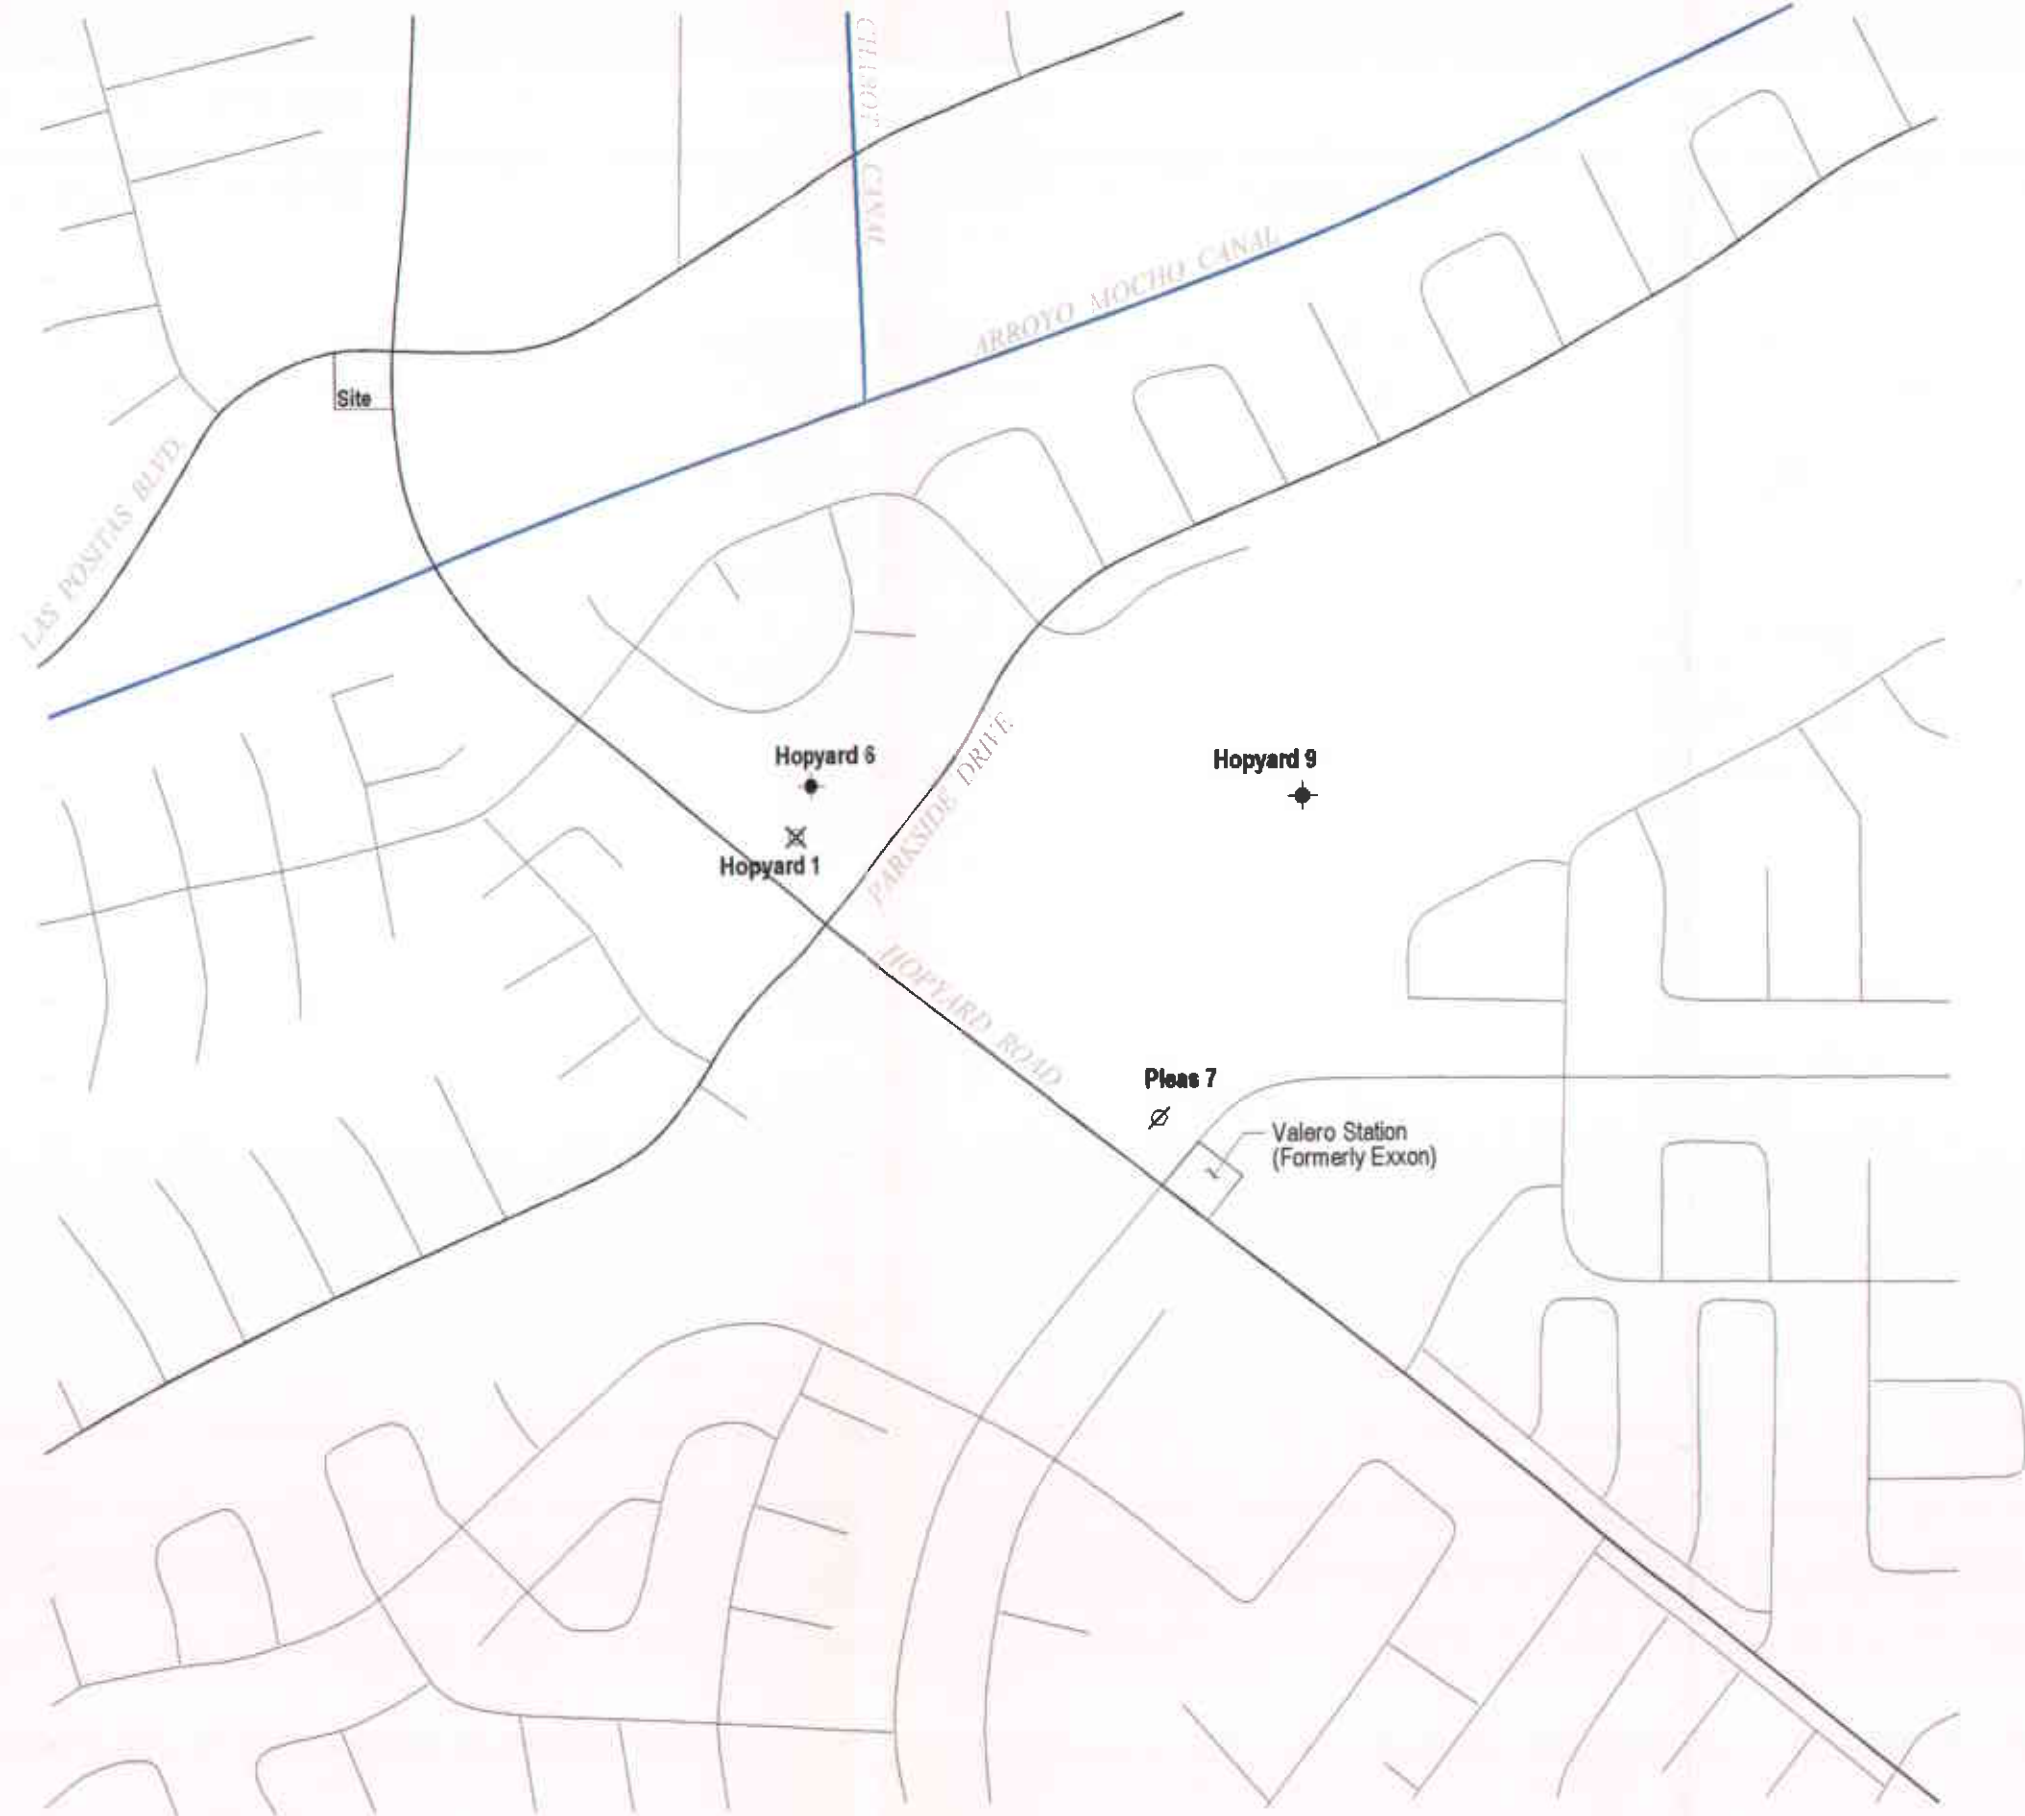 CHABOT CANAL
ARROYO MOCHO CANAL
Site
LAS POSITAS BLVD.
PARKSIDE DRIVE
Hopyard 6
Hopyard 9
Hopyard 1
HOPYARD ROAD
Pleas 7
Valero Station
(Formerly Exxon)